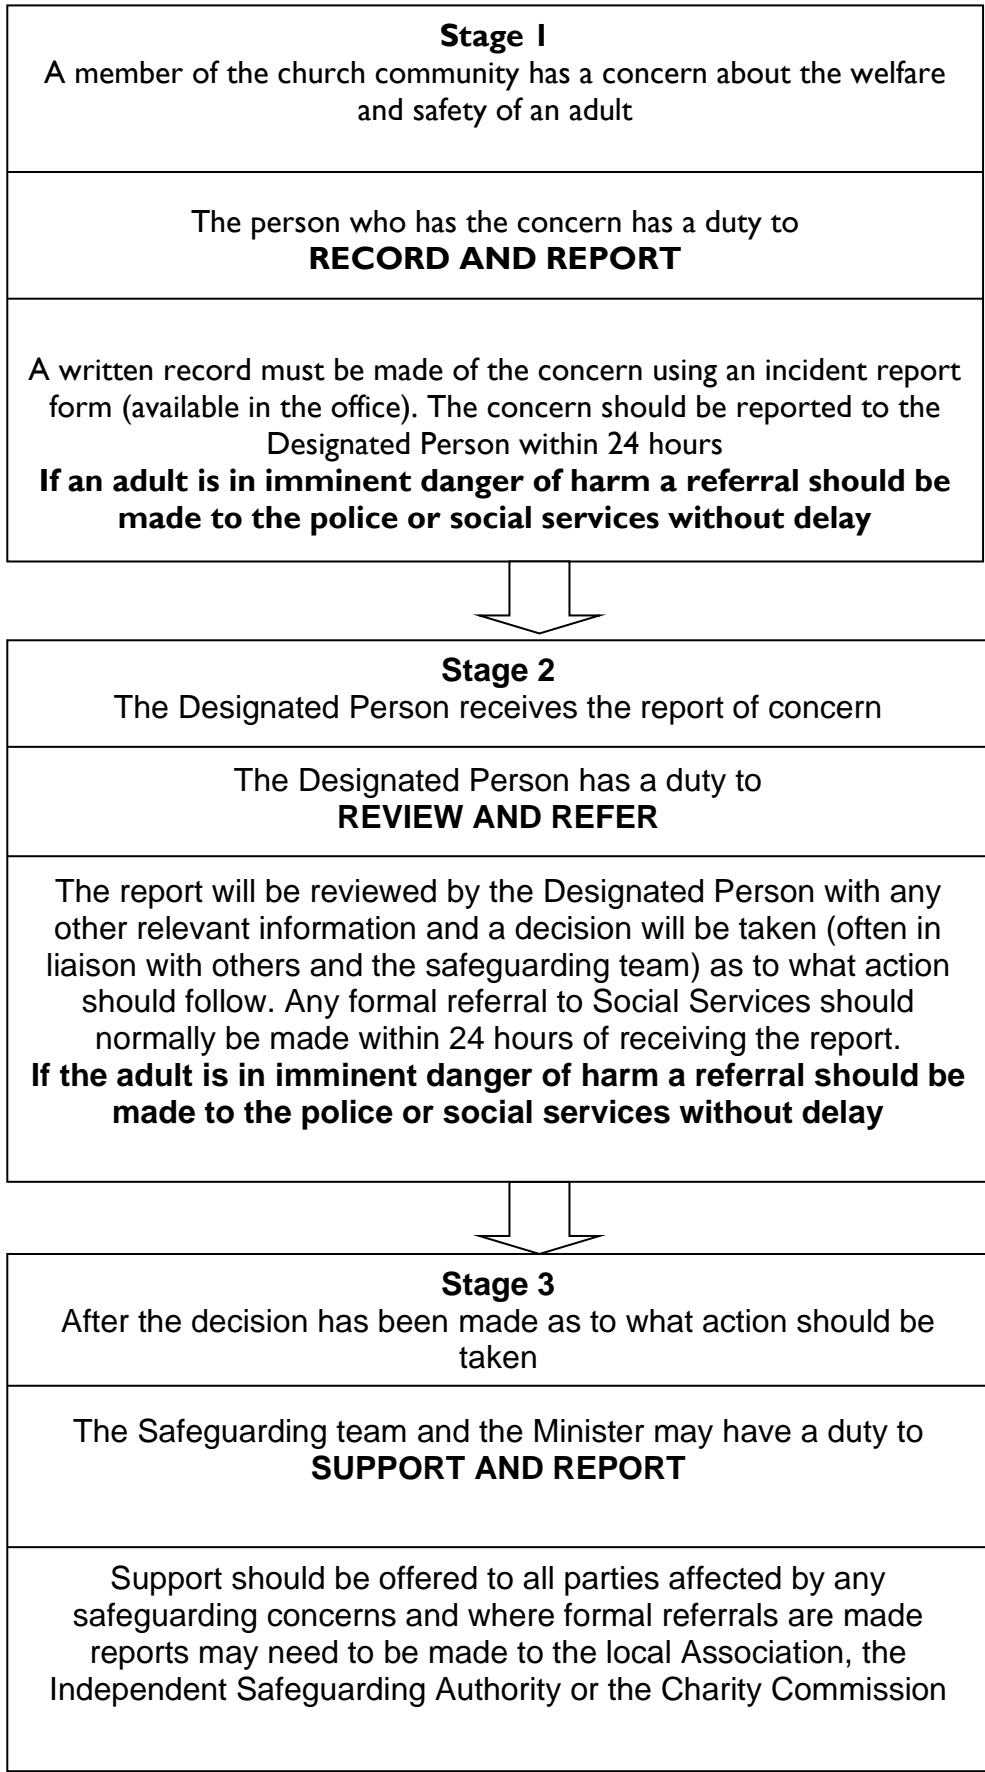 Stage 1
A member of the church community has a concern about the welfare
and safety of an adult
The person who has the concern has a duty to
RECORD AND REPORT
A written record must be made of the concern using an incident report
form (available in the office). The concern should be reported to the
Designated Person within 24 hours
If an adult is in imminent danger of harm a referral should be
made to the police or social services without delay
Stage 2
The Designated Person receives the report of concern
The Designated Person has a duty to
REVIEW AND REFER
The report will be reviewed by the Designated Person with any
other relevant information and a decision will be taken (often in
liaison with others and the safeguarding team) as to what action
should follow. Any formal referral to Social Services should
normally be made within 24 hours of receiving the report.
If the adult is in imminent danger of harm a referral should be
made to the police or social services without delay
Stage 3
After the decision has been made as to what action should be
taken
The Safeguarding team and the Minister may have a duty to
SUPPORT AND REPORT
Support should be offered to all parties affected by any
safeguarding concerns and where formal referrals are made
reports may need to be made to the local Association, the
Independent Safeguarding Authority or the Charity Commission